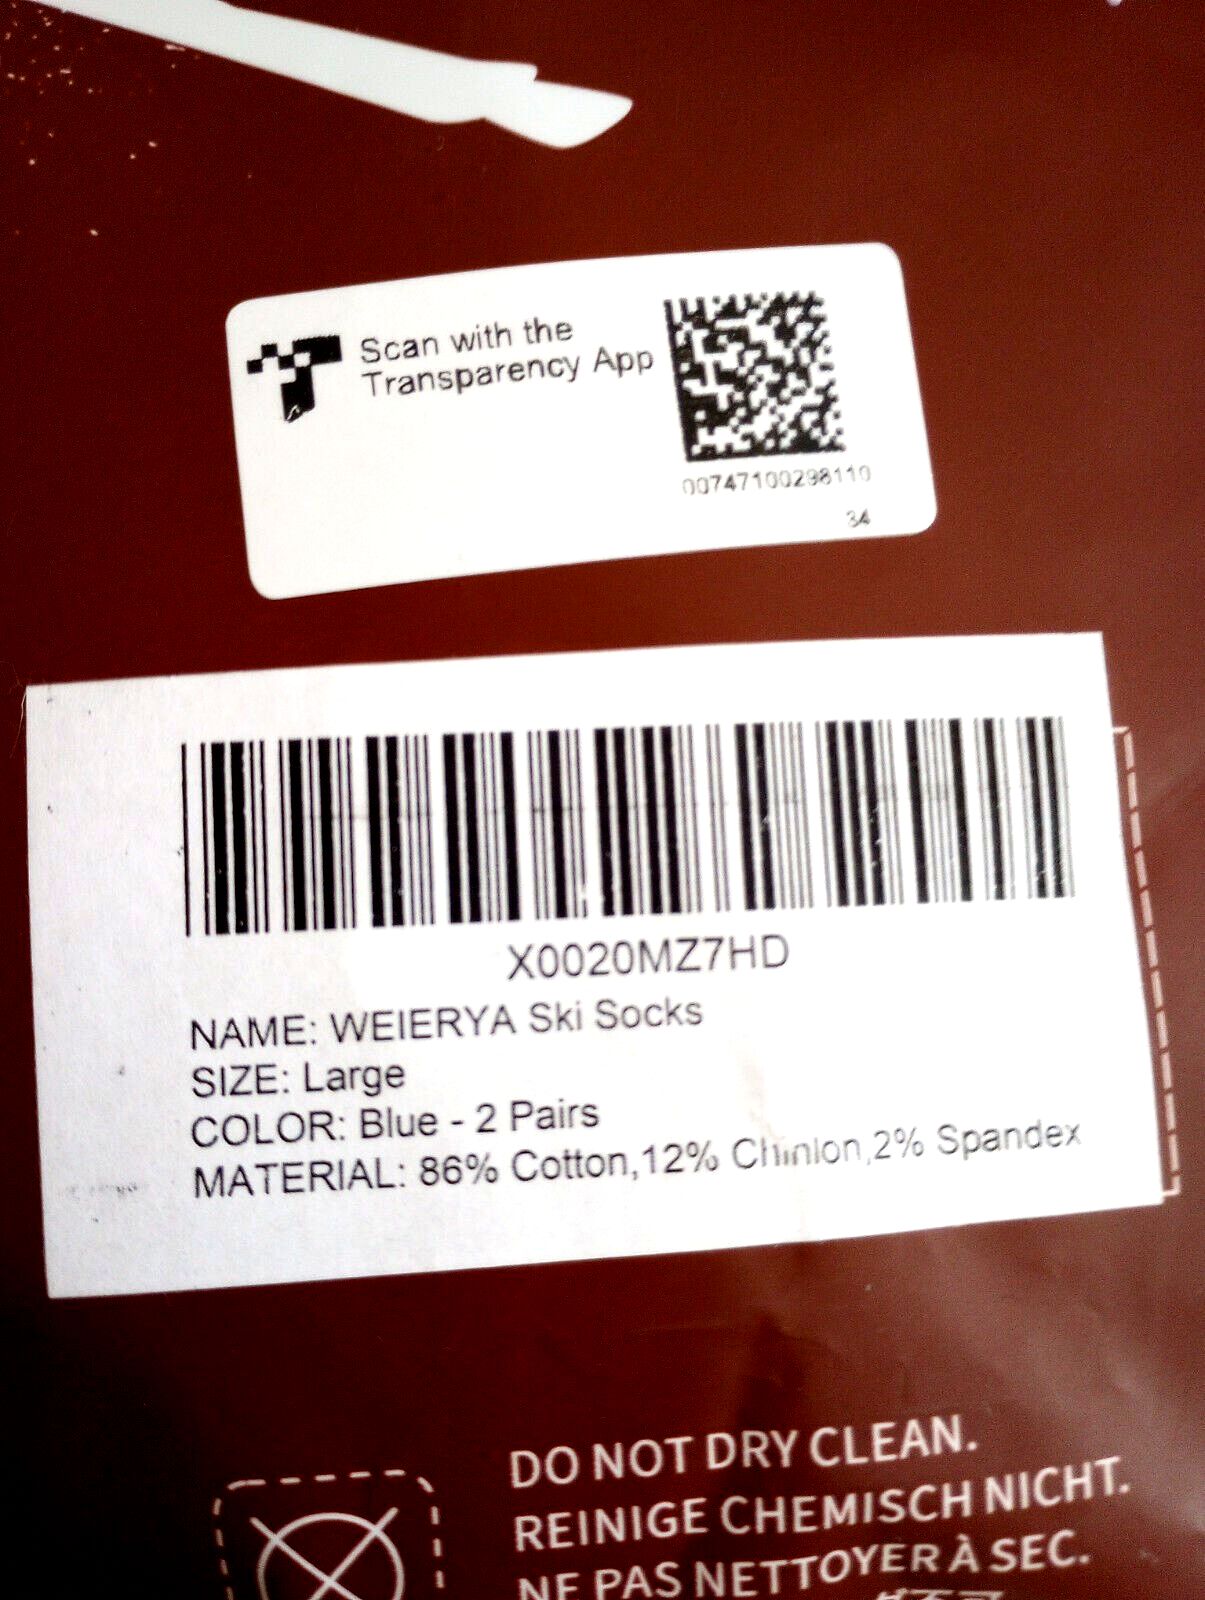 Scan with the
Transparency App
00747100298110
34
X0020MZ7HD
NAME: WEIERYA Ski Socks
SIZE: Large
COLOR: Blue - 2 Pairs
MATERIAL: 86% Cotton,12% Chinlon,2% Spandex
DO NOT DRY CLEAN.
REINIGE CHEMISCH NICHT.
NE PAS NETTOYER À SEC.